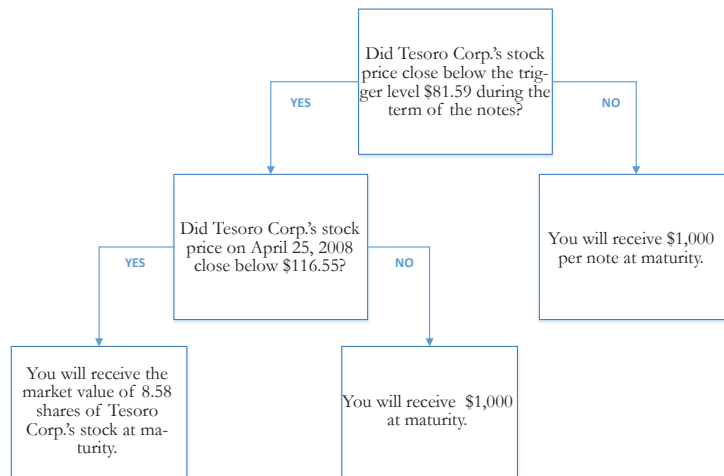 Did Tesoro Corp.'s stock
price close below the trig-
ger level $81.59 during the
term of the notes?
YES
NO
Did Tesoro Corp.'s stock
price on April 25, 2008
close below $116.55?
You will receive $1,000
per note at maturity.
YES
NO
You will receive the
market value of 8.58
shares of Tesoro
Corp.'s stock at ma-
turity.
You will receive  $1,000
at maturity.